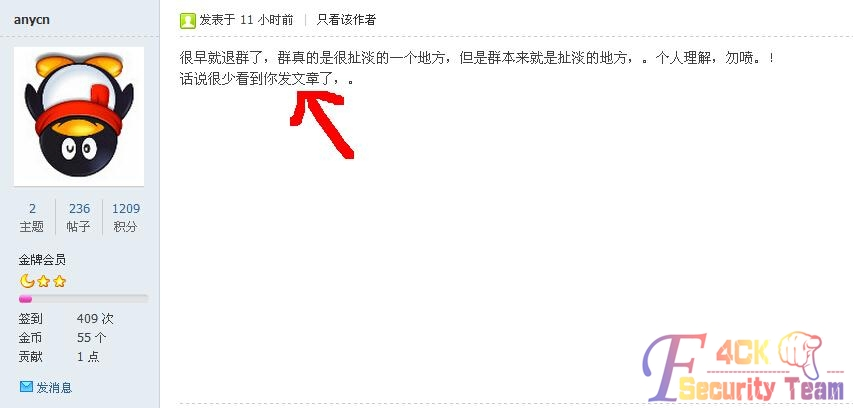 anycn
发表于 11 小时前 | 只看该作者
很早就退群了，群真的是很扯淡的一个地方，但是群本来就是扯淡的地方，。个人理解，勿喷。！
话说很少看到你发文章了，。
2 236 1209
主题 帖子 积分
金牌会员
签到 409 次
金币 55 个
贡献 1 点
发消息
F4CK
Security Team